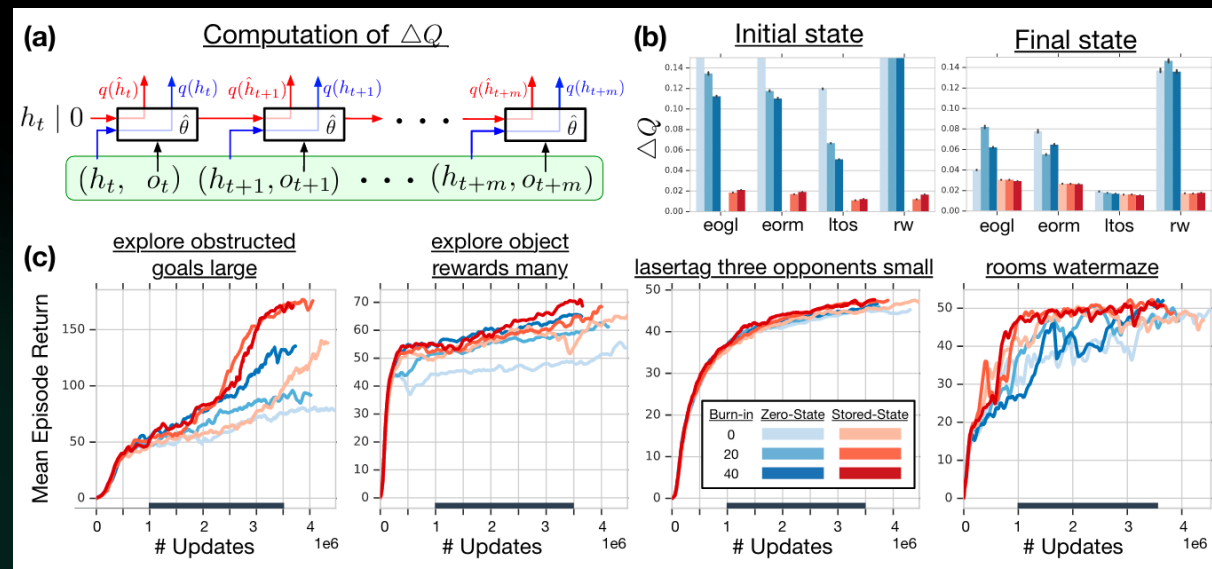 (a)
Computation of △Q
q(ĥ_t) q(h_t) q(ĥ_{t+1}) q(h_{t+1}) q(ĥ_{t+m}) q(h_{t+m})
h_t | 0
θ̂ θ̂ • • • θ̂
(h_t, o_t) (h_{t+1}, o_{t+1}) • • • (h_{t+m}, o_{t+m})
(b)
Initial state
△Q
0.14
0.12
0.10
0.08
0.06
0.04
0.02
0.00
eogl eorm ltos rw
Final state
0.14
0.12
0.10
0.08
0.06
0.04
0.02
0.00
eogl eorm ltos rw
(c)
explore obstructed
goals large
Mean Episode Return
150
100
50
0
0 1 2 3 4
# Updates 1e6
explore object
rewards many
70
60
50
40
30
20
10
0
0 1 2 3 4
# Updates 1e6
lasertag three opponents small
50
40
30
20
10
0
Burn-in Zero-State Stored-State
0
20
40
0 1 2 3 4
# Updates 1e6
rooms watermaze
50
40
30
20
10
0
0 1 2 3 4
# Updates 1e6